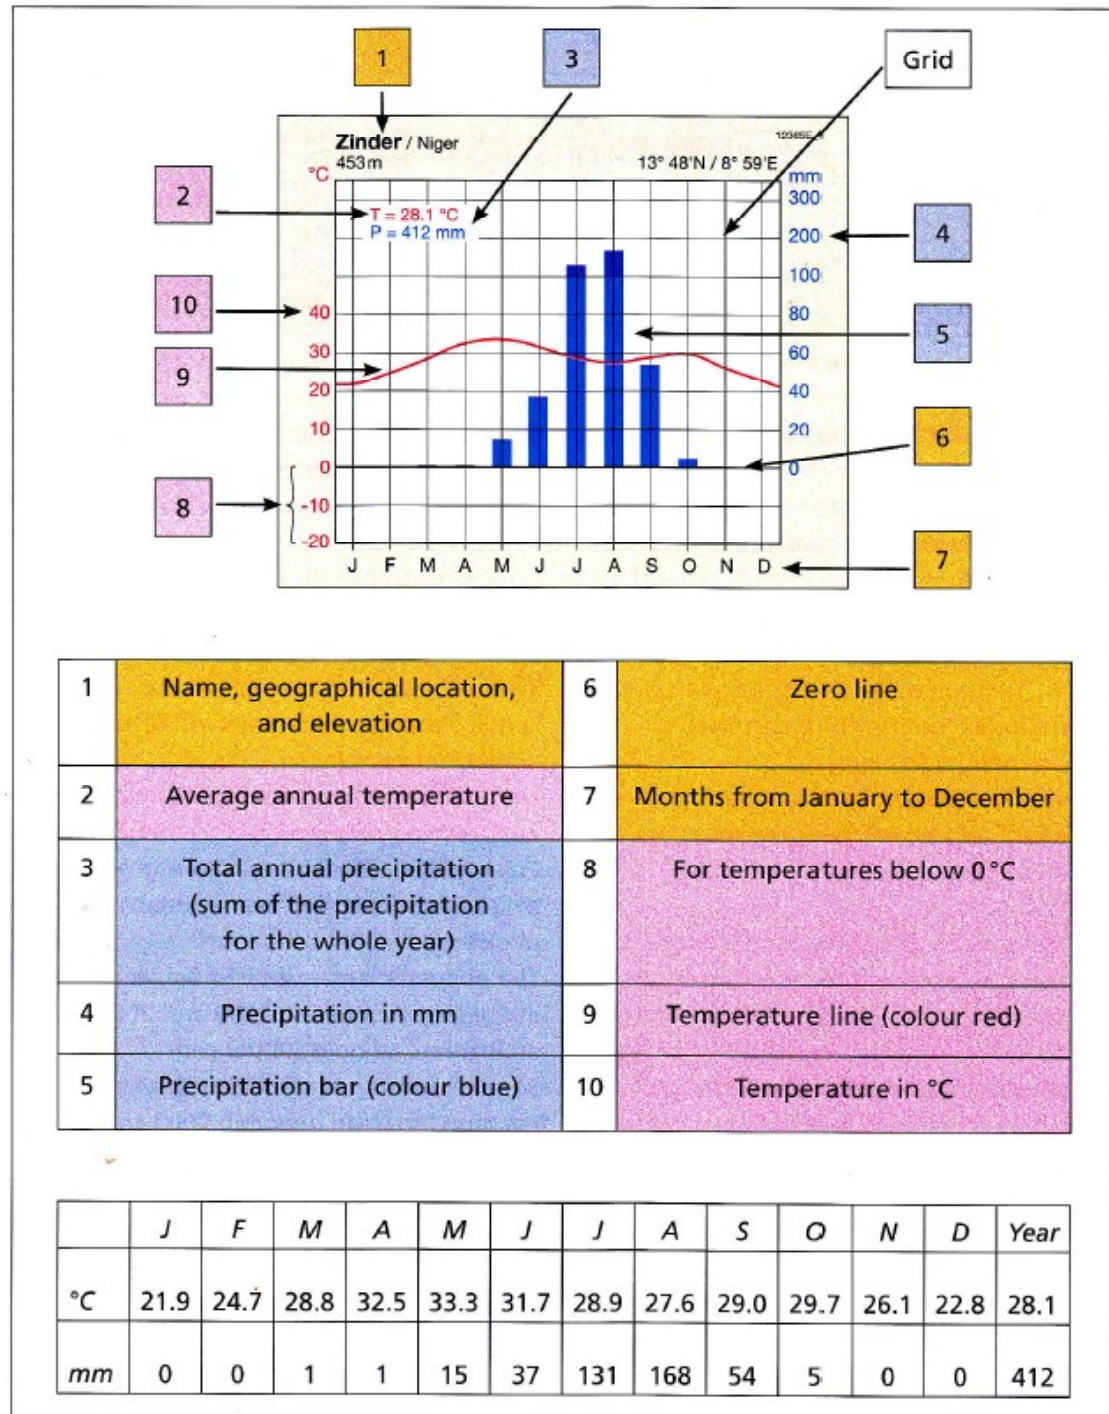 1
3
Grid
Zinder / Niger
453m
13° 48'N / 8° 59'E
°C
mm
2
T = 28.1 °C
P = 412 mm
300
200
4
100
10
40
80
5
30
60
9
20
40
10
20
6
0
0
8
-10
-20
J F M A M J J A S O N D
7
1 Name, geographical location, 6 Zero line
and elevation
2 Average annual temperature 7 Months from January to December
3 Total annual precipitation 8 For temperatures below 0 °C
(sum of the precipitation
for the whole year)
4 Precipitation in mm 9 Temperature line (colour red)
5 Precipitation bar (colour blue) 10 Temperature in °C
J F M A M J J A S O N D Year
°C 21.9 24.7 28.8 32.5 33.3 31.7 28.9 27.6 29.0 29.7 26.1 22.8 28.1
mm 0 0 1 1 15 37 131 168 54 5 0 0 412